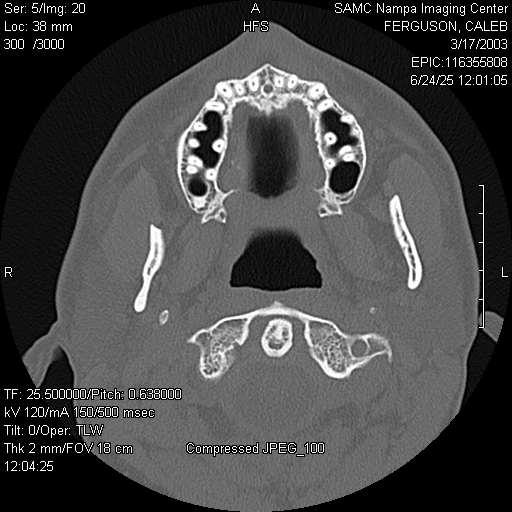 Ser: 5/Img: 20
Loc: 38 mm
300 /3000
A
HFS
SAMC Nampa Imaging Center
FERGUSON, CALEB
3/17/2003
EPIC:116355808
6/24/25 12:01:05
R
L
TF: 25.500000/Pitch: 0.638000
kV 120/mA 150/500 msec
Tilt: 0/Oper: TLW
Thk 2 mm/FOV 18 cm
12:04:25
Compressed JPEG_100